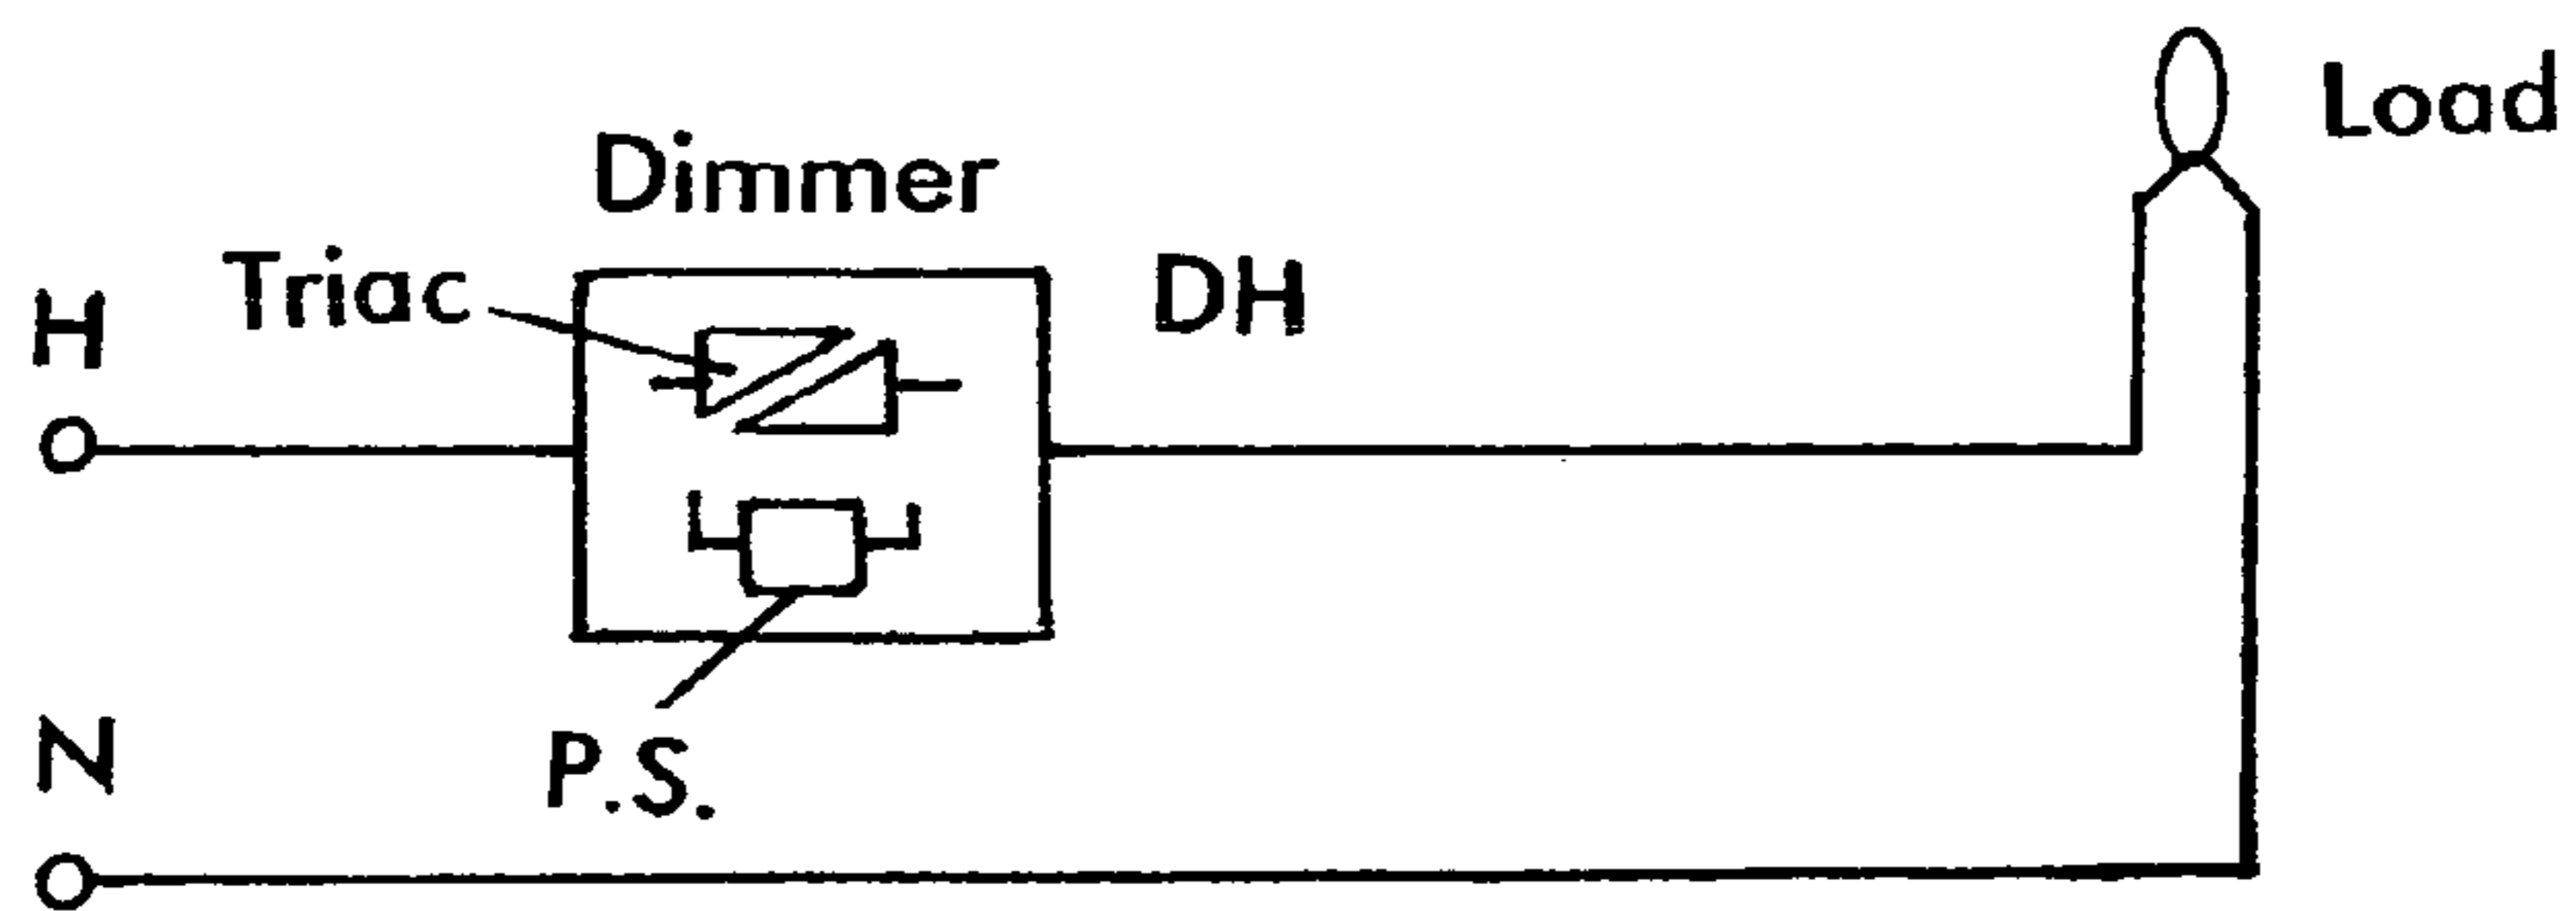 Load
Dimmer
Triac
DH
H
N
P.S.